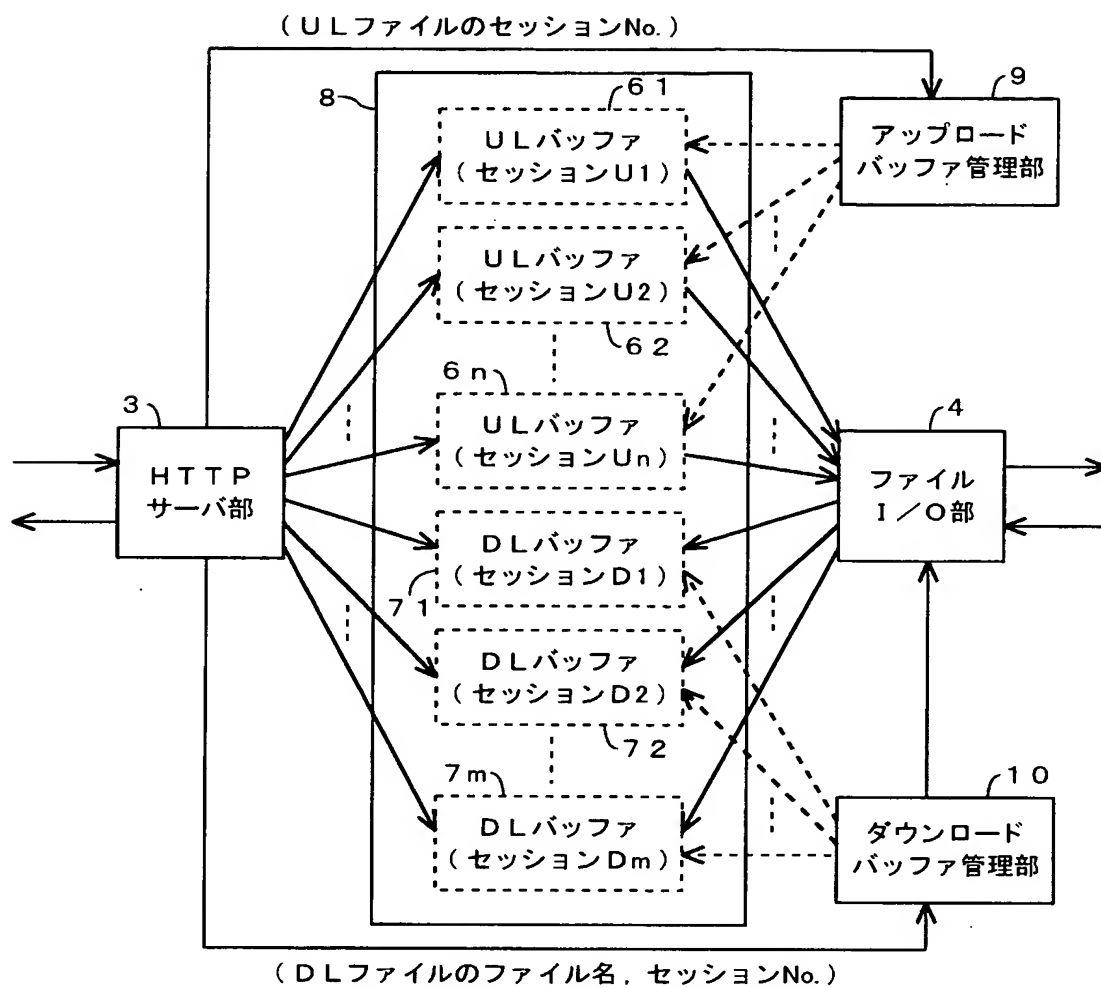 (ULファイルのセッションNo.)
8
61
9
ULバッファ
(セッションU1)
アップロード
バッファ管理部
ULバッファ
(セッションU2)
62
6n
3
4
ULバッファ
(セッションUn)
HTTP
サーバ部
ファイル
I/O部
DLバッファ
(セッションD1)
71
DLバッファ
(セッションD2)
72
7m
10
DLバッファ
(セッションDm)
ダウンロード
バッファ管理部
(DLファイルのファイル名,セッションNo.)